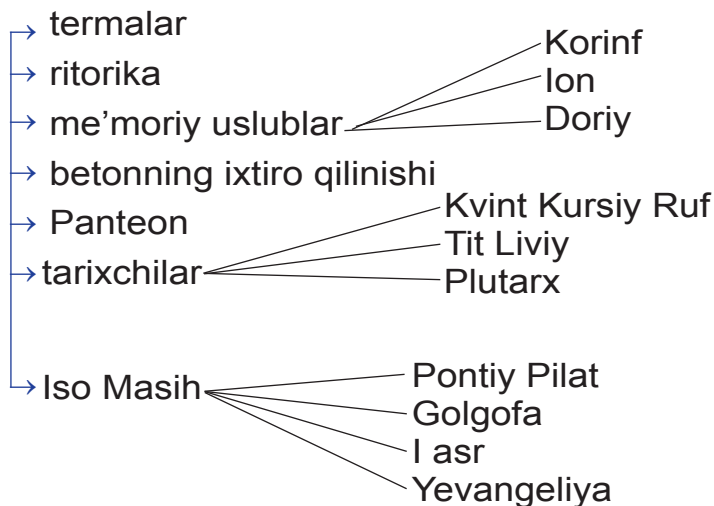 termalar
ritorika
me’moriy uslublar
Korinf
Ion
Doriy
betonning ixtiro qilinishi
Panteon
tarixchilar
Kvint Kursiy Ruf
Tit Liviy
Plutarx
Iso Masih
Pontiy Pilat
Golgofa
I asr
Yevangeliya